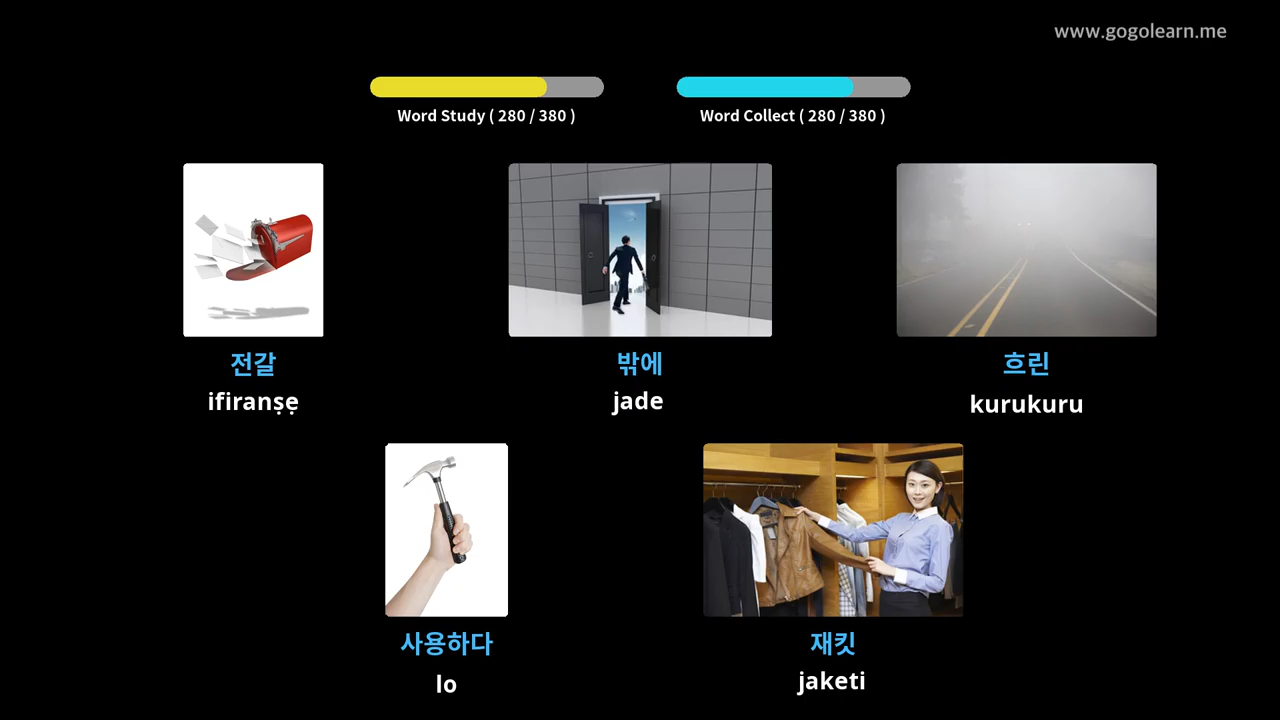 www.gogolearn.me
Word Study ( 280 / 380 )
Word Collect ( 280 / 380 )
전갈
ifiranṣẹ
밖에
jade
흐린
kurukuru
사용하다
lo
재킷
jaketi